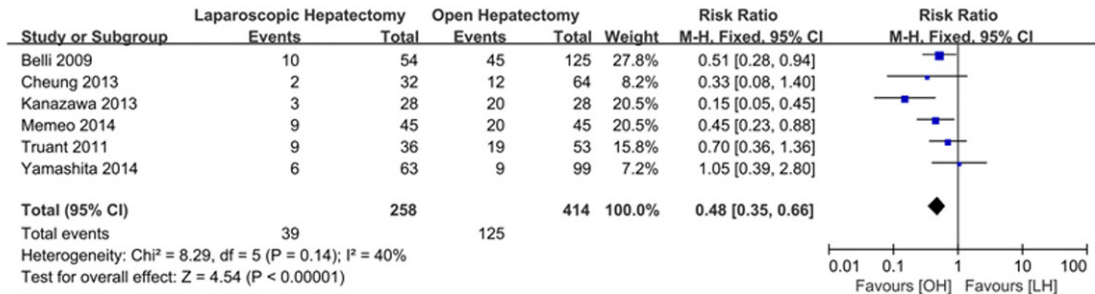 Laparoscopic Hepatectomy Open Hepatectomy Risk Ratio Risk Ratio
Study or Subgroup Events Total Events Total Weight M-H, Fixed, 95% CI M-H, Fixed, 95% CI
Belli 2009 10 54 45 125 27.8% 0.51 [0.28, 0.94]
Cheung 2013 2 32 12 64 8.2% 0.33 [0.08, 1.40]
Kanazawa 2013 3 28 20 28 20.5% 0.15 [0.05, 0.45]
Memeo 2014 9 45 20 45 20.5% 0.45 [0.23, 0.88]
Truant 2011 9 36 19 53 15.8% 0.70 [0.36, 1.36]
Yamashita 2014 6 63 9 99 7.2% 1.05 [0.39, 2.80]
Total (95% CI) 258 414 100.0% 0.48 [0.35, 0.66]
Total events 39 125
Heterogeneity: Chi² = 8.29, df = 5 (P = 0.14); I² = 40%
Test for overall effect: Z = 4.54 (P < 0.00001)
0.01 0.1 1 10 100
Favours [OH] Favours [LH]